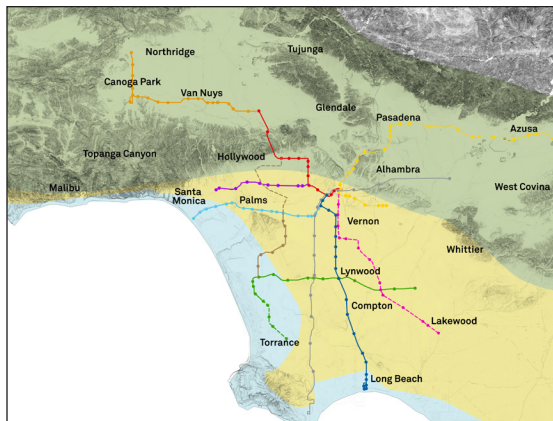 Northridge
Tujunga
Canoga Park
Van Nuys
Glendale
Pasadena
Azusa
Topanga Canyon
Hollywood
Alhambra
Malibu
Santa
Monica
Palms
West Covina
Vernon
Whittier
Lynwood
Compton
Lakewood
Torrance
Long Beach